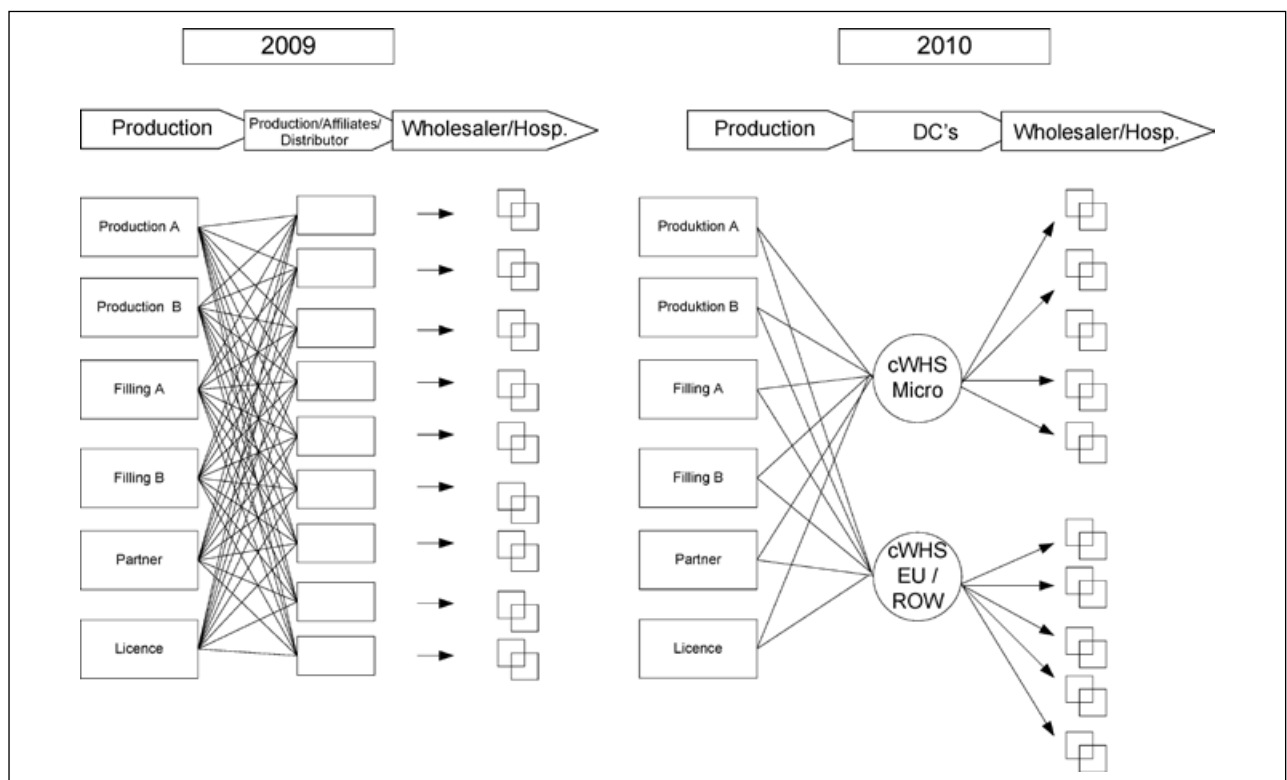 2009
Production
Production/Affiliates/
Distributor
Wholesaler/Hosp.
Production A
Production B
Filling A
Filling B
Partner
Licence
2010
Production
DC's
Wholesaler/Hosp.
Produktion A
Produktion B
Filling A
Filling B
Partner
Licence
cWHS
Micro
cWHS
EU /
ROW